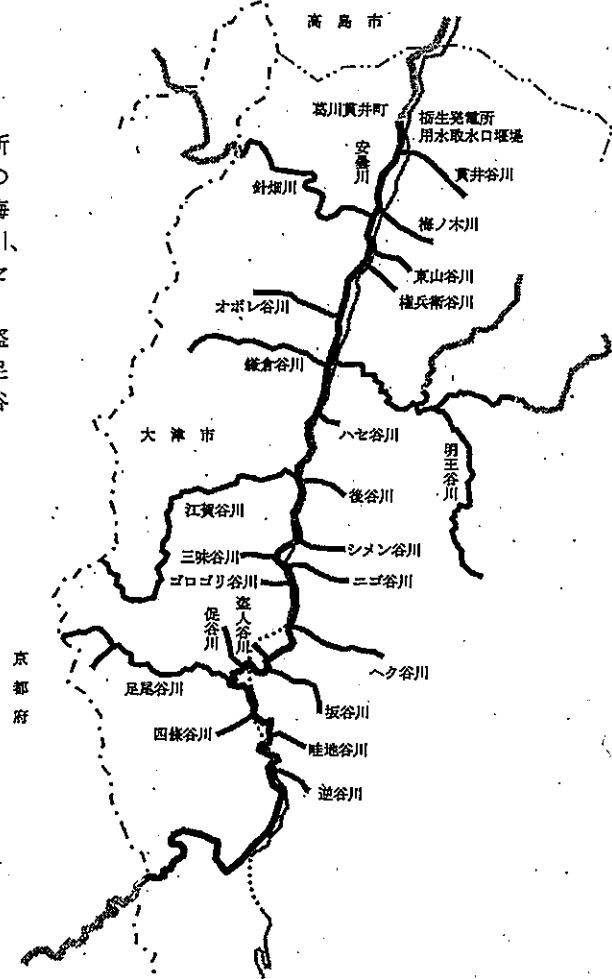 高島市
葛川貫井町
栃生発電所
用水取水口堰堤
安曇川
貫井谷川
針畑川
梅ノ木川
東山谷川
権兵衛谷川
オボレ谷川
鎌倉谷川
大津市
ハセ谷川
明王谷川
後谷川
江賀谷川
シメン谷川
三味谷川
ニゴ谷川
ゴロゴリ谷川
盗人谷川
促谷川
ヘク谷川
京都府
足尾谷川
坂谷川
畦地谷川
逆谷川
所
の
川、